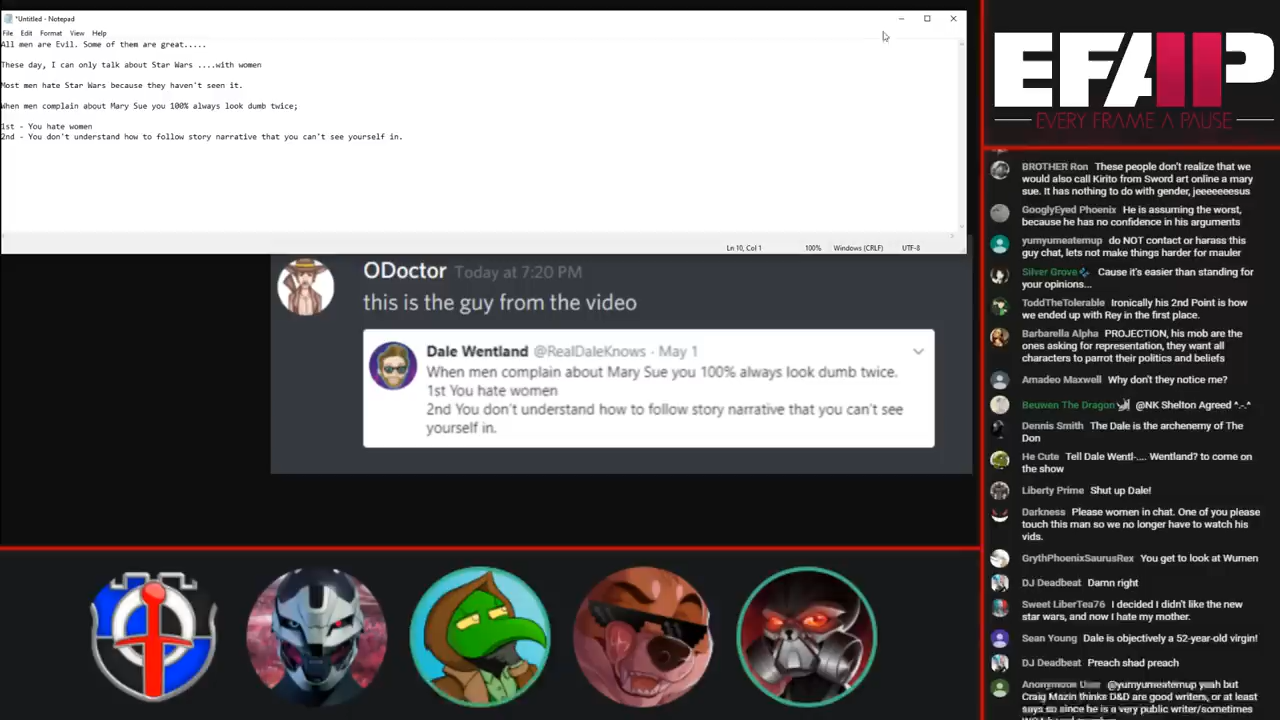 *Untitled - Notepad
File Edit Format View Help
All men are Evil. Some of them are great.....
These day, I can only talk about Star Wars ....with women
Most men hate Star Wars because they haven't seen it.
When men complain about Mary Sue you 100% always look dumb twice;
1st - You hate women
2nd - You don't understand how to follow story narrative that you can't see yourself in.
Ln 10, Col 1 100% Windows (CRLF) UTF-8
ODoctor Today at 7:20 PM
this is the guy from the video
Dale Wentland @RealDaleKnows · May 1
When men complain about Mary Sue you 100% always look dumb twice.
1st You hate women
2nd You don't understand how to follow story narrative that you can't see
yourself in.
EFAP
EVERY FRAME A PAUSE
BROTHER Ron These people don't realize that we
would also call Kirito from Sword art online a mary
sue. It has nothing to do with gender, jeeeeeesus
GooglyEyed Phoenix He is assuming the worst,
because he has no confidence in his arguments
yumyumeatemup do NOT contact or harass this
guy chat, lets not make things harder for mauler
Silver Grove Cause it's easier than standing for
your opinions...
ToddTheTolerable Ironically his 2nd Point is how
we ended up with Rey in the first place.
Barbarella Alpha PROJECTION, his mob are the
ones asking for representation, they want all
characters to parrot their politics and beliefs
Amadeo Maxwell Why don't they notice me?
Beuwen The Dragon @NK Shelton Agreed ^.-.^
Dennis Smith The Dale is the archenemy of The
Don
He Cute Tell Dale Wentl-.... Wentland? to come on
the show
Liberty Prime Shut up Dale!
Darkness Please women in chat. One of you please
touch this man so we no longer have to watch his
vids.
GrythPhoenixSaurusRex You get to look at Wumen
DJ Deadbeat Damn right
Sweet LiberTea76 I decided I didn't like the new
star wars, and now I hate my mother.
Sean Young Dale is objectively a 52-year-old virgin!
DJ Deadbeat Preach shad preach
Anonymoose User @yumyumeatemup yeah but
Craig Mazin thinks D&D are good writers, or at least
says so since he is a very public writer/sometimes